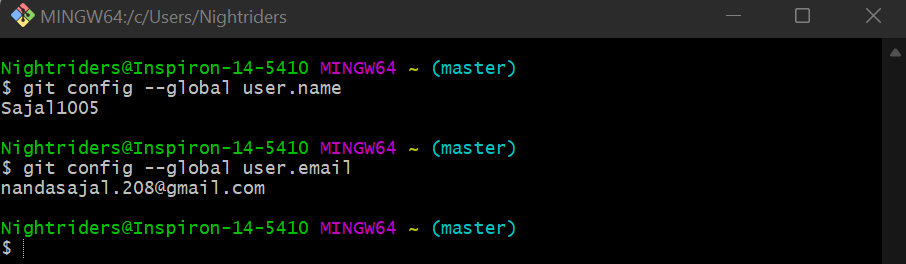 MINGW64:/c/Users/Nightriders
Nightriders@Inspiron-14-5410 MINGW64 ~ (master)
$ git config --global user.name
Sajal1005
Nightriders@Inspiron-14-5410 MINGW64 ~ (master)
$ git config --global user.email
nandasajal.208@gmail.com
Nightriders@Inspiron-14-5410 MINGW64 ~ (master)
$